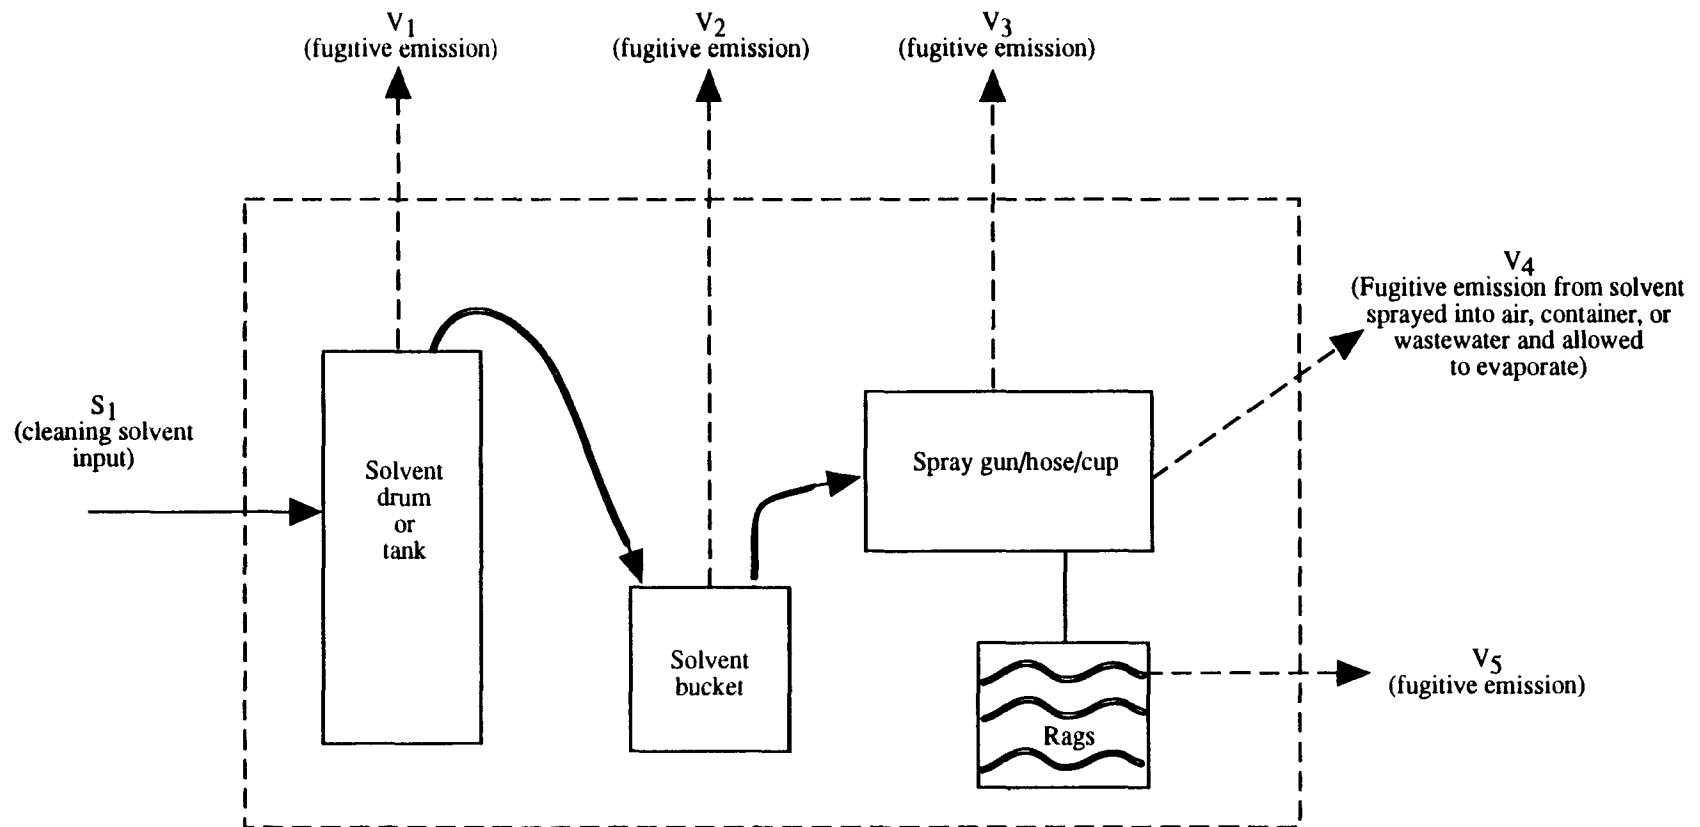 V1
(fugitive emission)
V2
(fugitive emission)
V3
(fugitive emission)
V4
(Fugitive emission from solvent
sprayed into air, container, or
wastewater and allowed
to evaporate)
S1
(cleaning solvent
input)
Solvent
drum
or
tank
Spray gun/hose/cup
Solvent
bucket
Rags
V5
(fugitive emission)